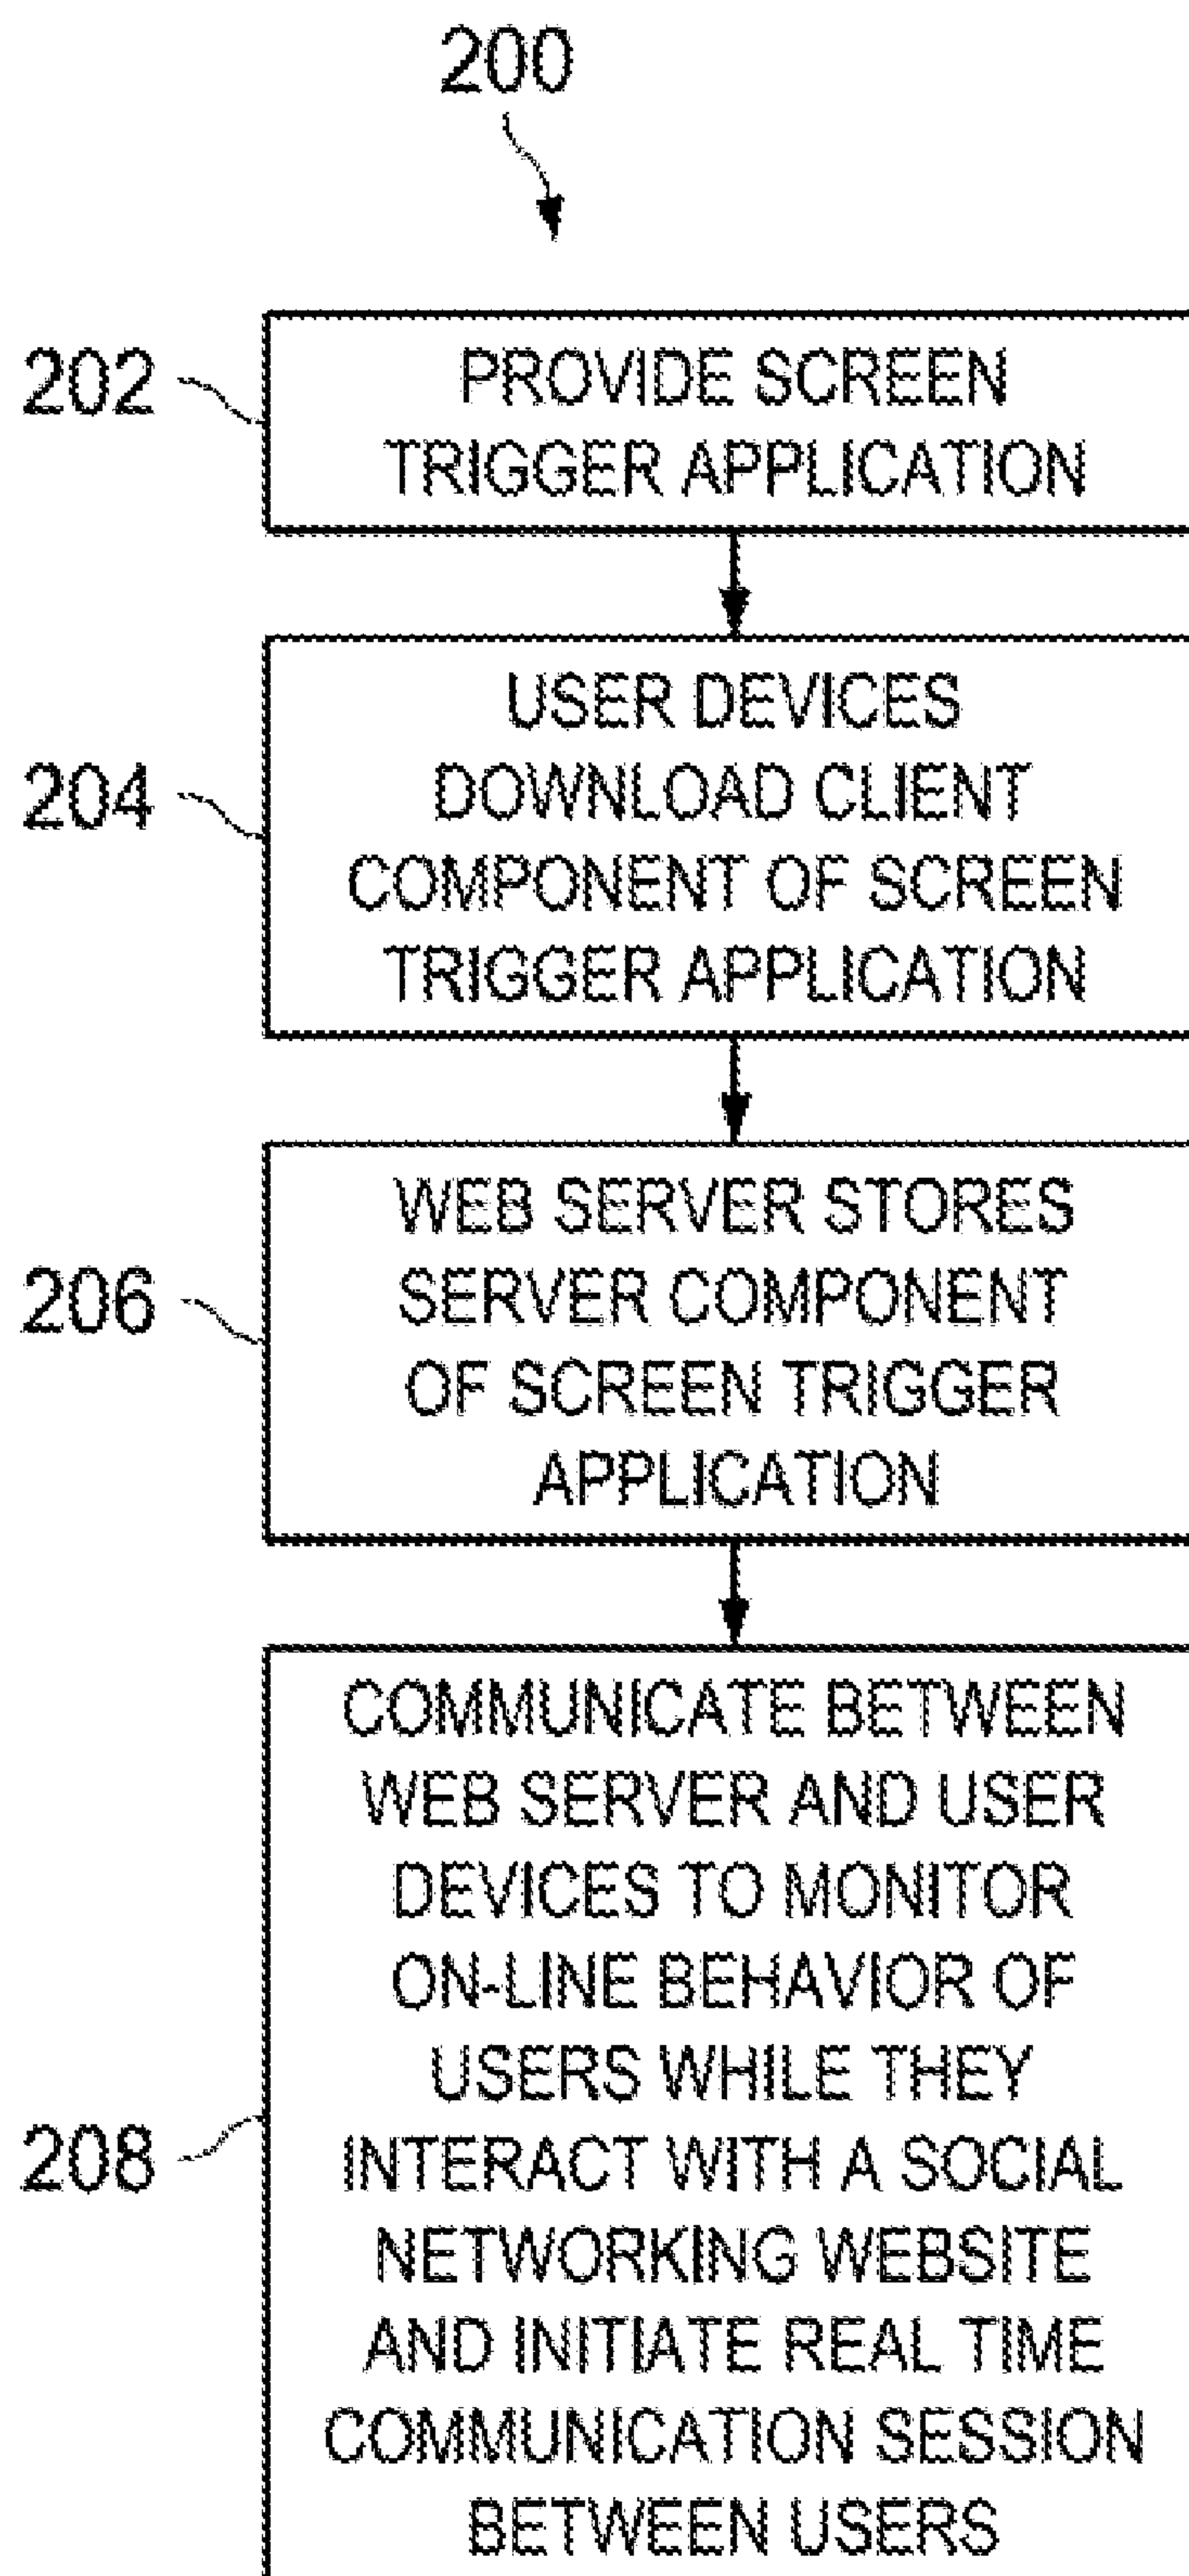 200
202
PROVIDE SCREEN
TRIGGER APPLICATION
204
USER DEVICES
DOWNLOAD CLIENT
COMPONENT OF SCREEN
TRIGGER APPLICATION
206
WEB SERVER STORES
SERVER COMPONENT
OF SCREEN TRIGGER
APPLICATION
208
COMMUNICATE BETWEEN
WEB SERVER AND USER
DEVICES TO MONITOR
ON-LINE BEHAVIOR OF
USERS WHILE THEY
INTERACT WITH A SOCIAL
NETWORKING WEBSITE
AND INITIATE REAL TIME
COMMUNICATION SESSION
BETWEEN USERS